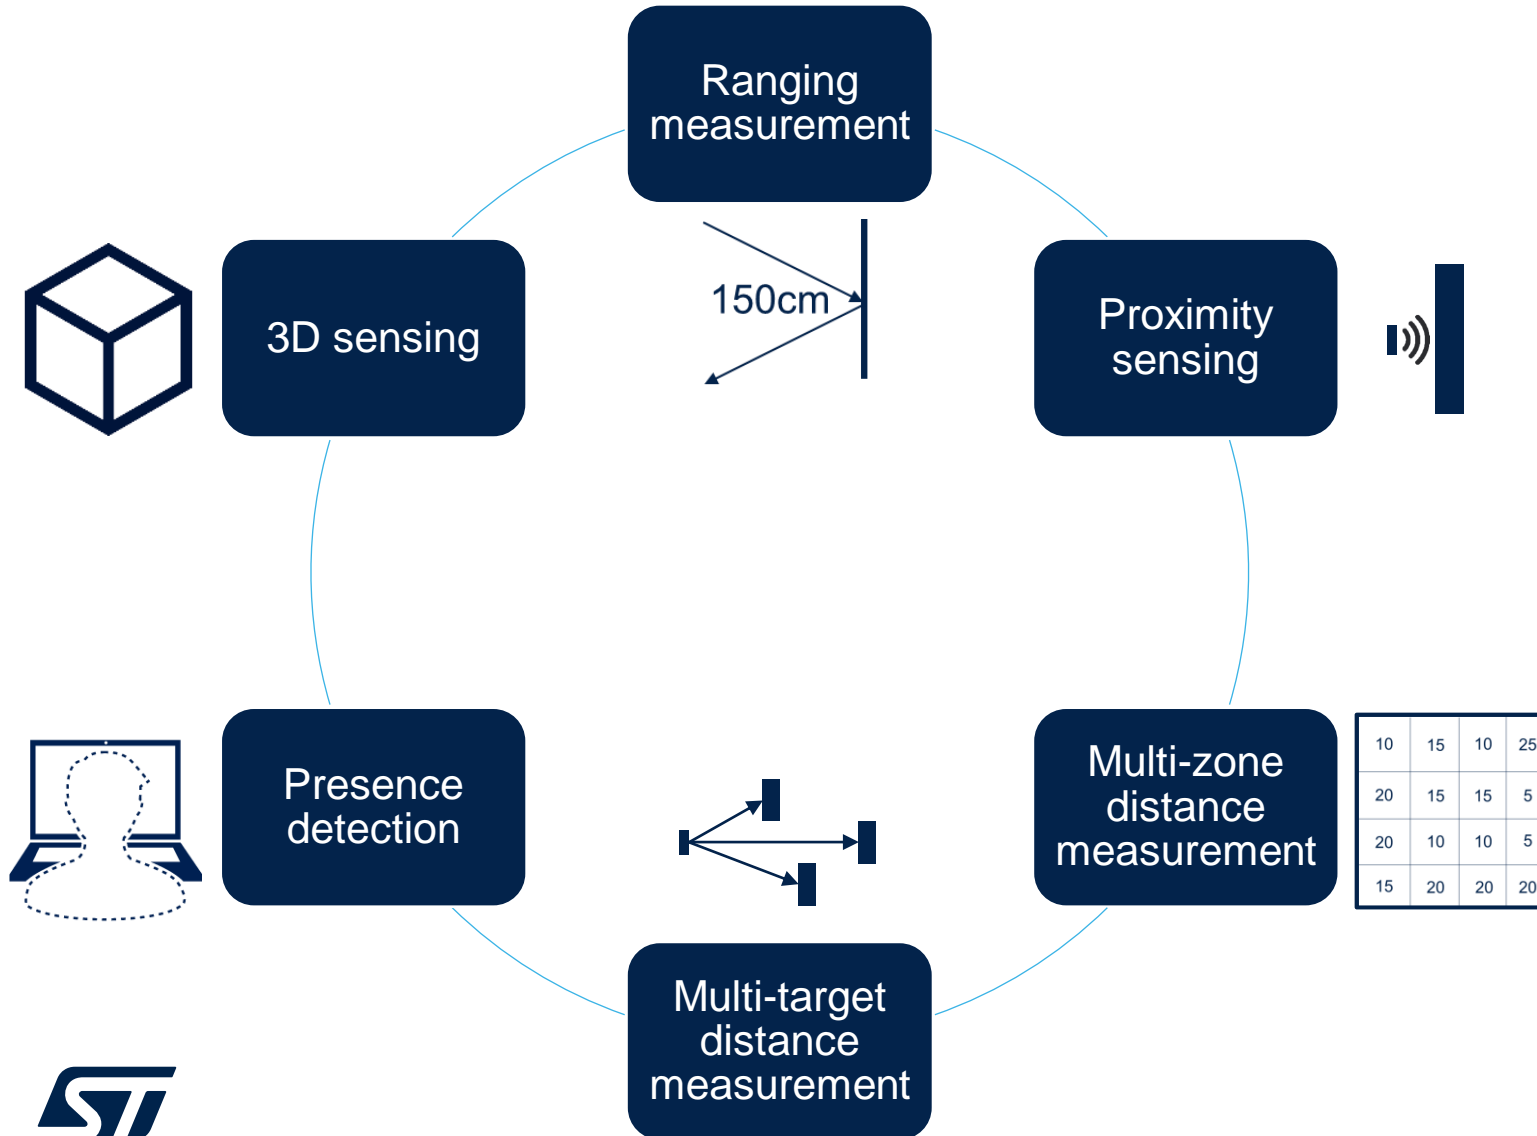 Ranging
measurement
150cm
3D sensing
Proximity
sensing
Presence
detection
Multi-zone
distance
measurement
10 15 10 25
20 15 15 5
20 10 10 5
15 20 20 20
Multi-target
distance
measurement
ST